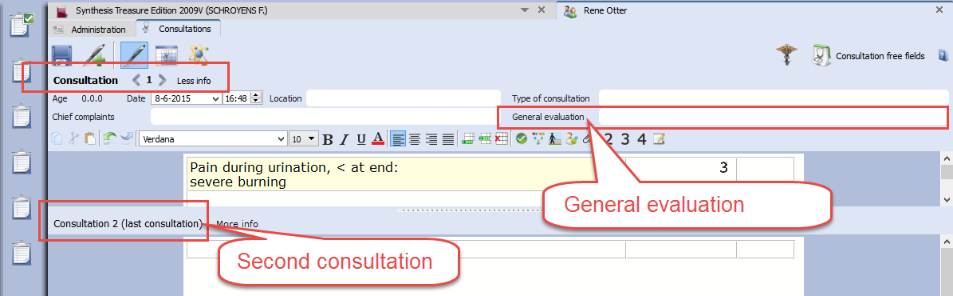 Synthesis Treasure Edition 2009V (SCHROYENS F.) Rene Otter
Administration Consultations
Consultation free fields
Consultation 1 Less info
Age 0.0.0 Date 8-6-2015 16:48 Location Type of consultation
Chief complaints General evaluation
Verdana 10 B I U A 2 3 4
Pain during urination, < at end: 3
severe burning
General evaluation
Consultation 2 (last consultation) More info
Second consultation